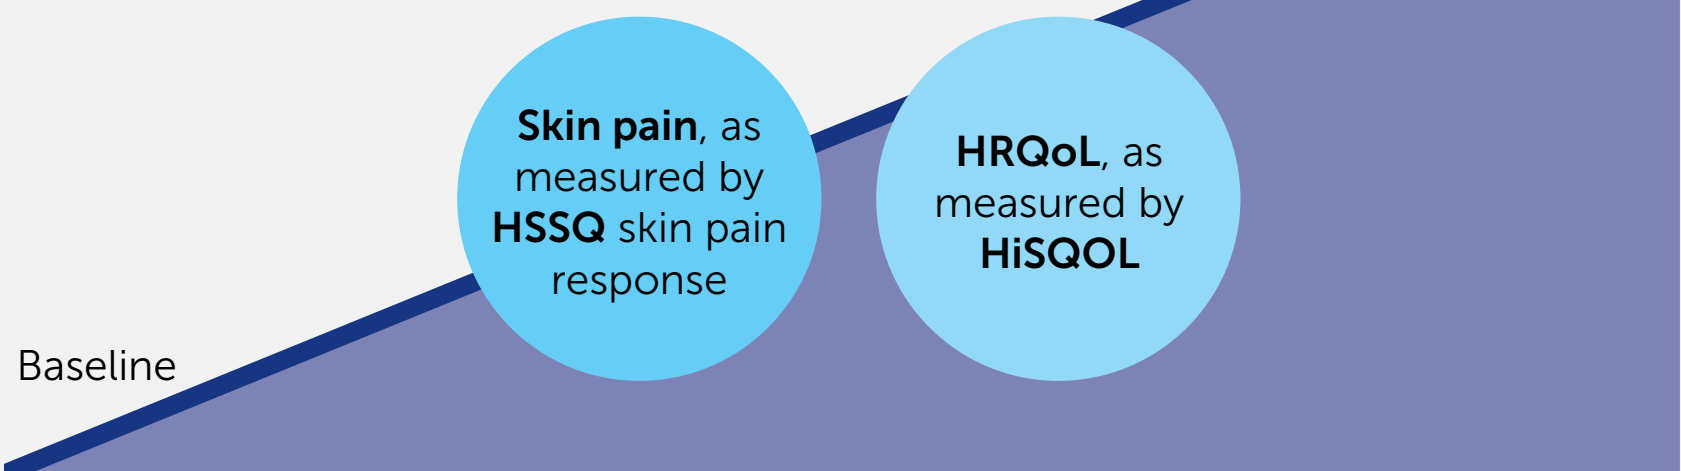 Skin pain, as
measured by
HSSQ skin pain
response
HRQoL, as
measured by
HiSQOL
Baseline